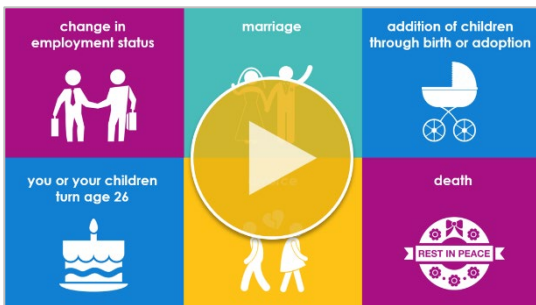 change in
employment status
marriage
addition of children
through birth or adoption
you or your children
turn age 26
death
REST IN PEACE